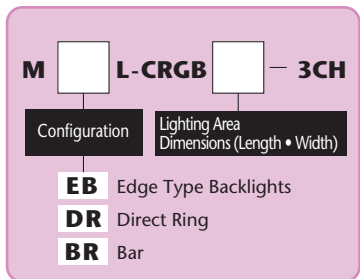 M L-CRGB — 3CH
Configuration
Lighting Area
Dimensions (Length • Width)
EB Edge Type Backlights
DR Direct Ring
BR Bar